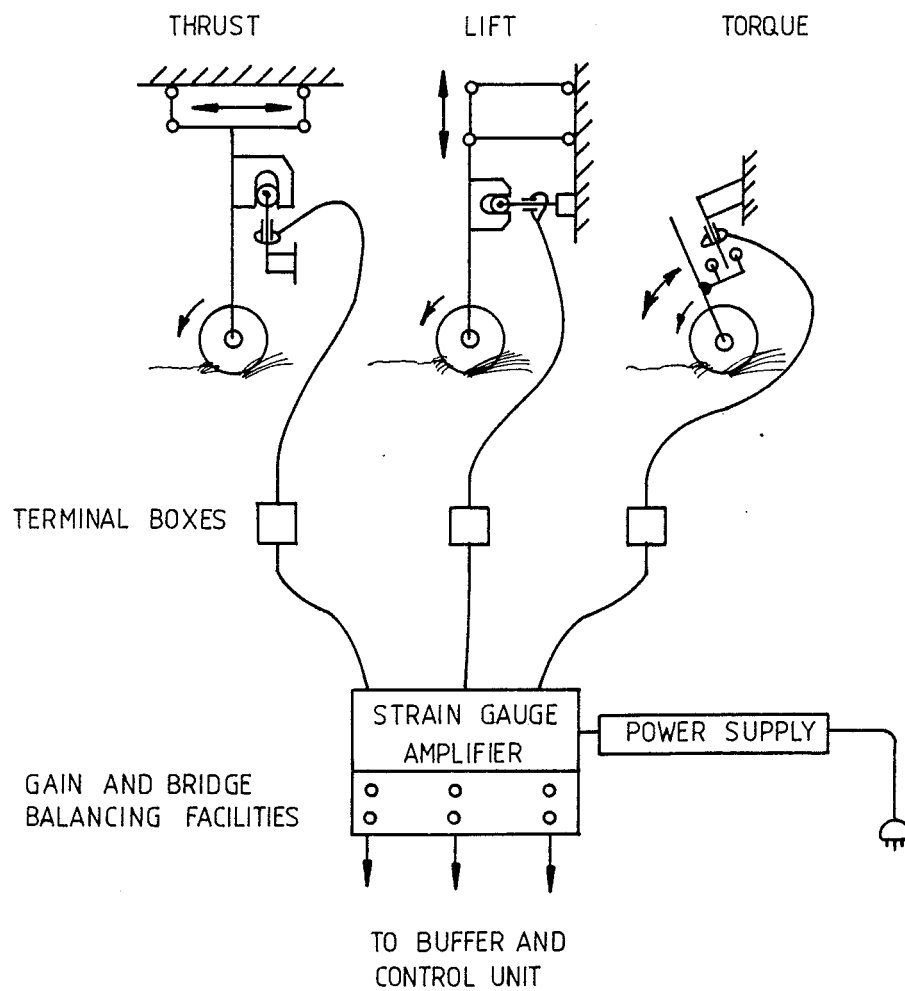 THRUST LIFT TORQUE
TERMINAL BOXES
STRAIN GAUGE
AMPLIFIER
POWER SUPPLY
GAIN AND BRIDGE
BALANCING FACILITIES
TO BUFFER AND
CONTROL UNIT